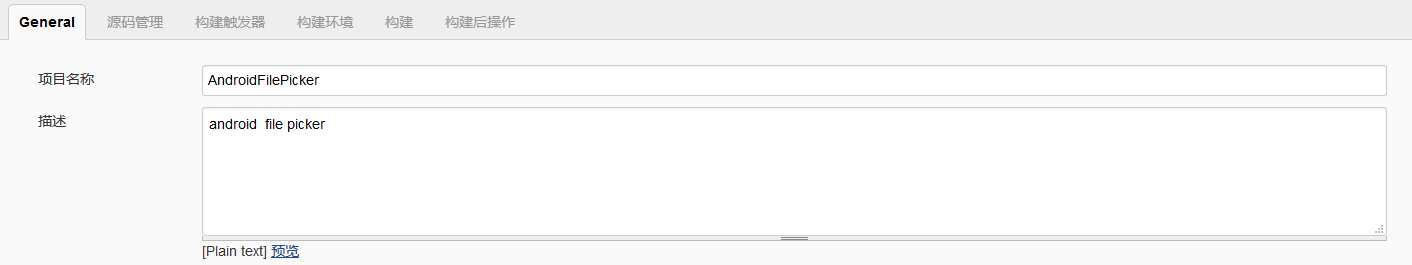 General 源码管理 构建触发器 构建环境 构建 构建后操作
项目名称 AndroidFilePicker
描述 android  file picker
[Plain text] 预览